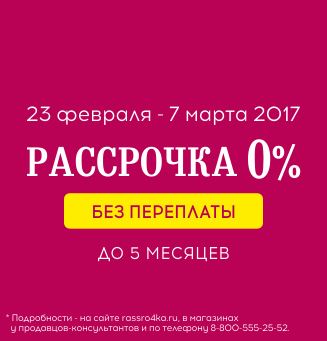 23 февраля - 7 марта 2017
РАССРОЧКА 0%
БЕЗ ПЕРЕПЛАТЫ
ДО 5 МЕСЯЦЕВ
* Подробности - на сайте rassro4ka.ru, в магазинах
у продавцов-консультантов и по телефону 8-800-555-25-52.